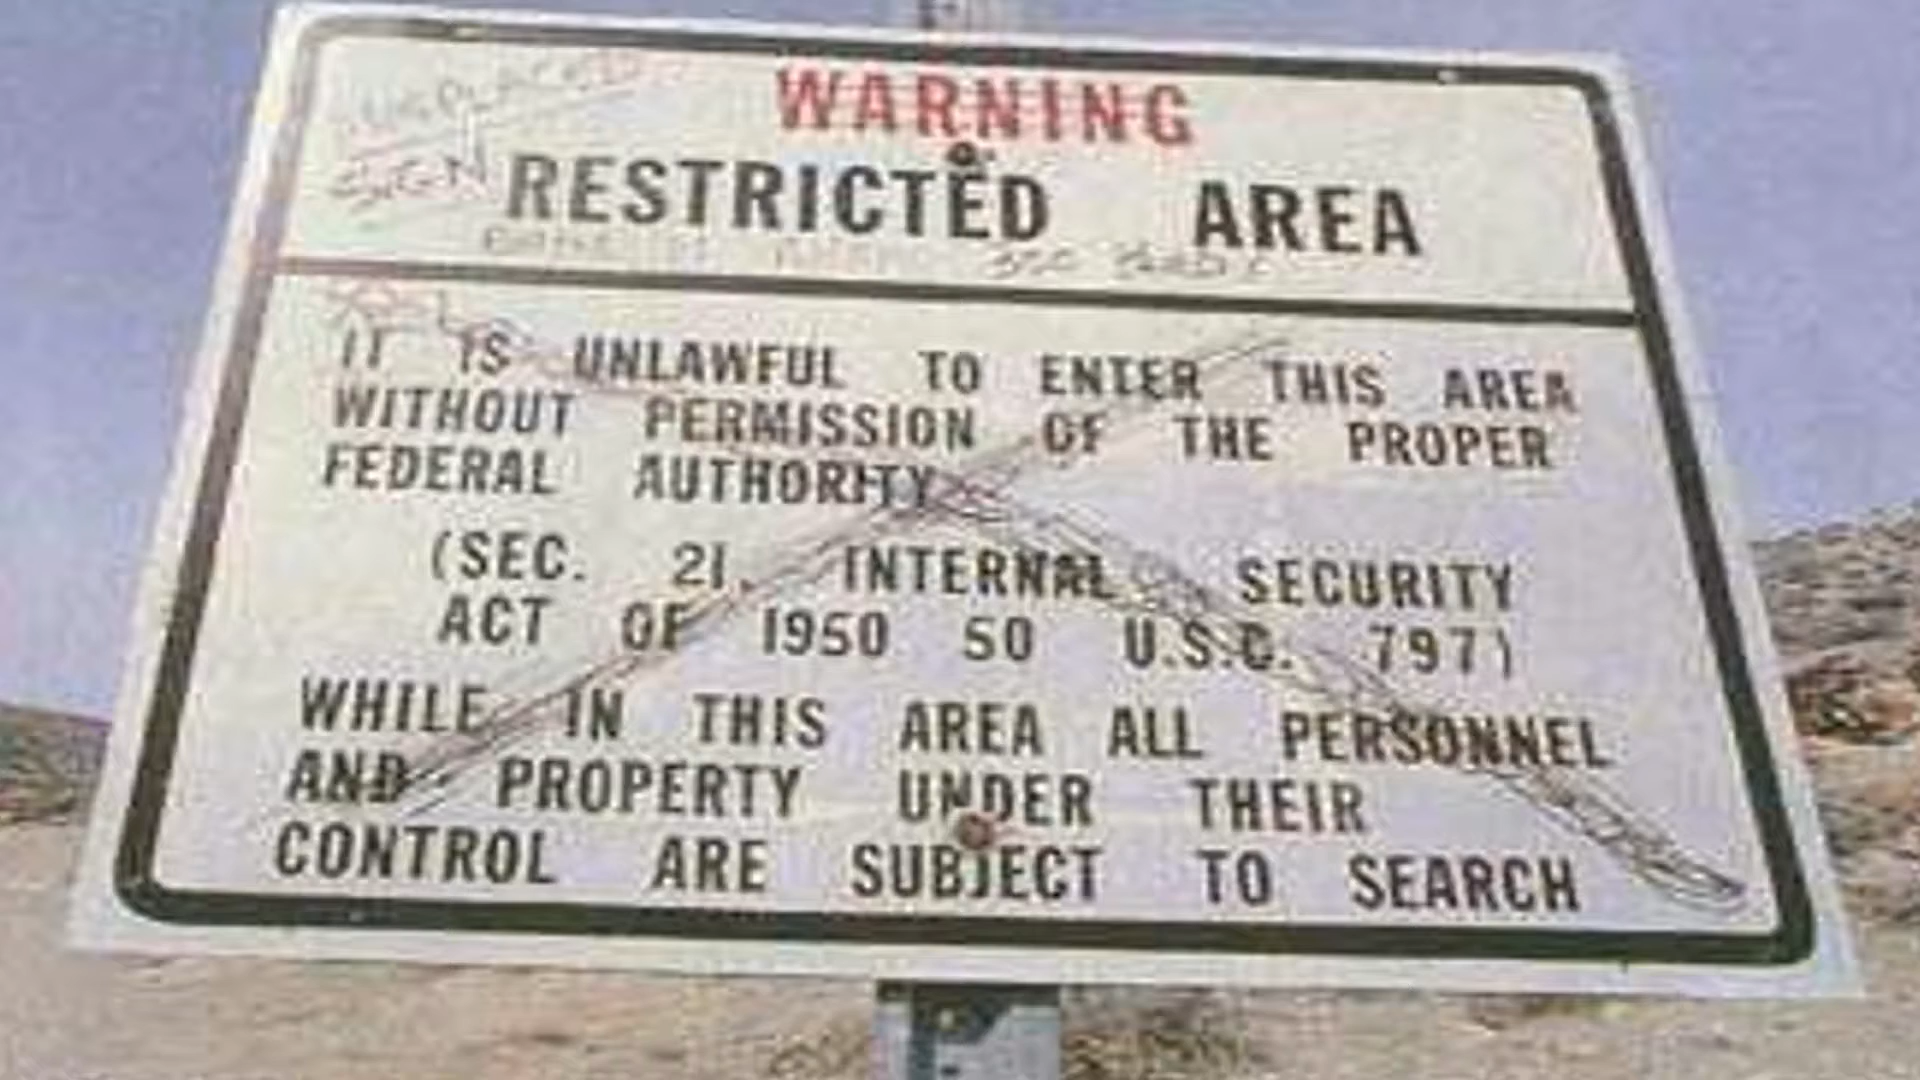 WARNING
RESTRICTED AREA
SIGN
IT IS UNLAWFUL TO ENTER THIS AREA
WITHOUT PERMISSION OF THE PROPER
FEDERAL AUTHORITY
(SEC. 21. INTERNAL SECURITY
ACT OF 1950 50 U.S.C. 797)
WHILE IN THIS AREA ALL PERSONNEL
AND PROPERTY UNDER THEIR
CONTROL ARE SUBJECT TO SEARCH